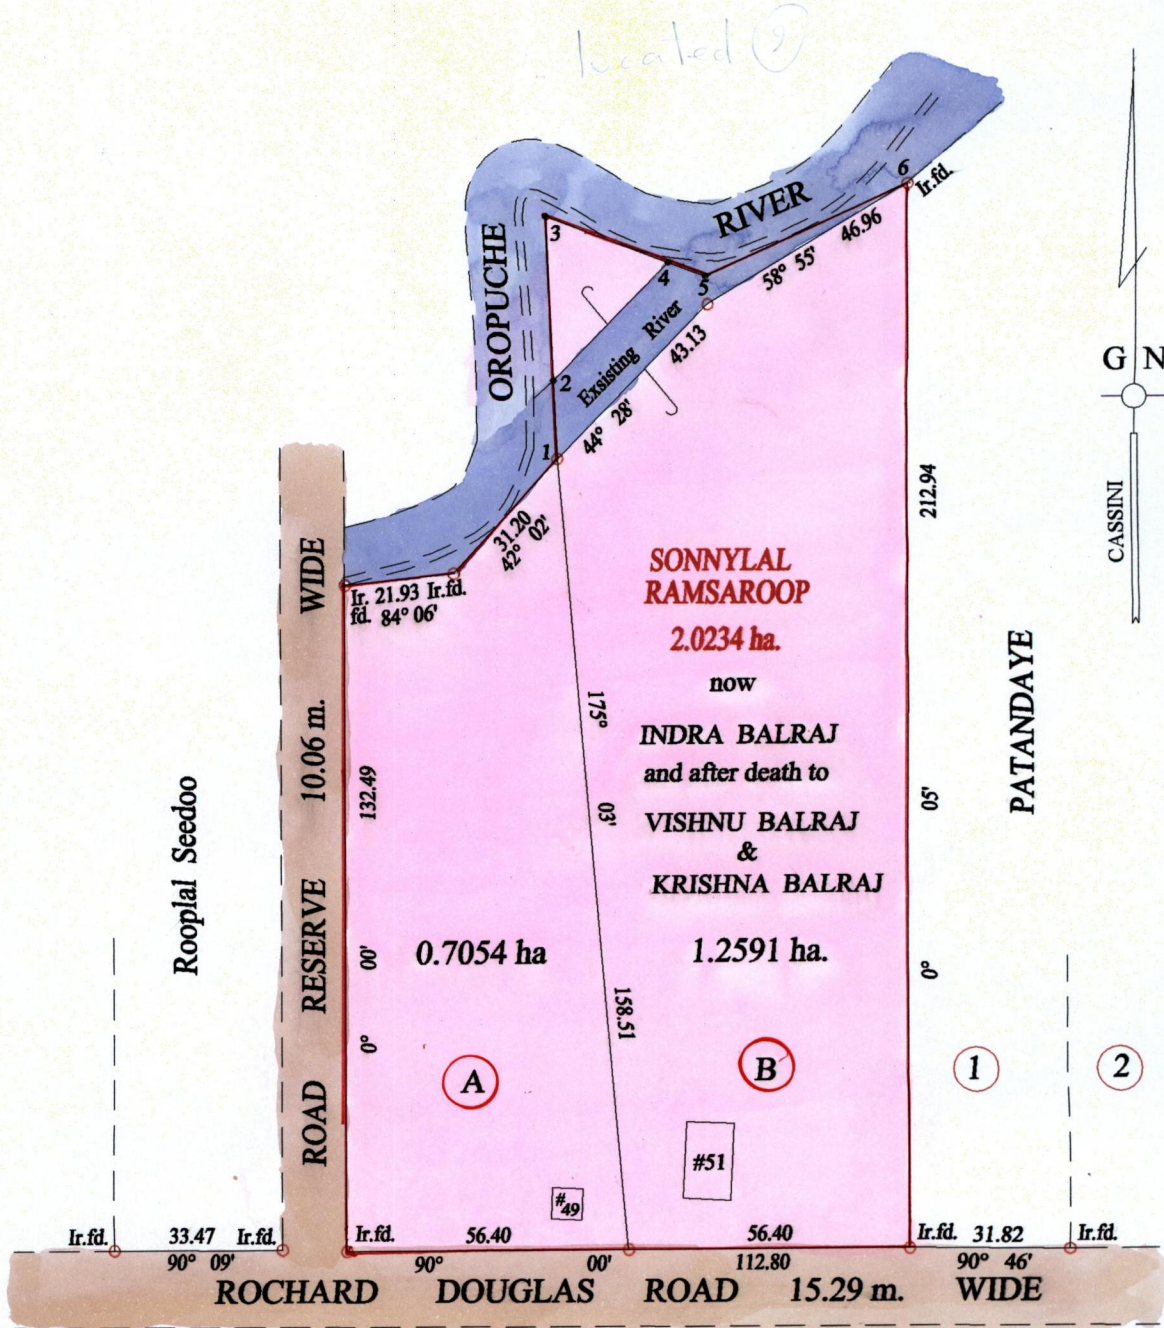 located 9
6
Ir.fd.
RIVER
46.96
3
58° 55'
4
5
OROPUCHE
Exsisting River
43.13
G N
2
44° 28'
1
212.94
CASSINI
31.20
42° 02'
WIDE
SONNYLAL
RAMSAROOP
Ir. 21.93 Ir.fd.
fd. 84° 06'
2.0234 ha.
now
175°
INDRA BALRAJ
and after death to
10.06 m.
132.49
PATANDAYE
05'
03'
VISHNU BALRAJ
&
KRISHNA BALRAJ
Rooplal Seedoo
RESERVE
00'
0.7054 ha
1.2591 ha.
0°
158.51
0°
A
B
1
2
ROAD
#51
#49
Ir.fd. 33.47 Ir.fd. Ir.fd. 56.40 56.40 Ir.fd. 31.82 Ir.fd.
90° 09' 90° 00' 112.80 90° 46'
ROCHARD DOUGLAS ROAD 15.29 m. WIDE